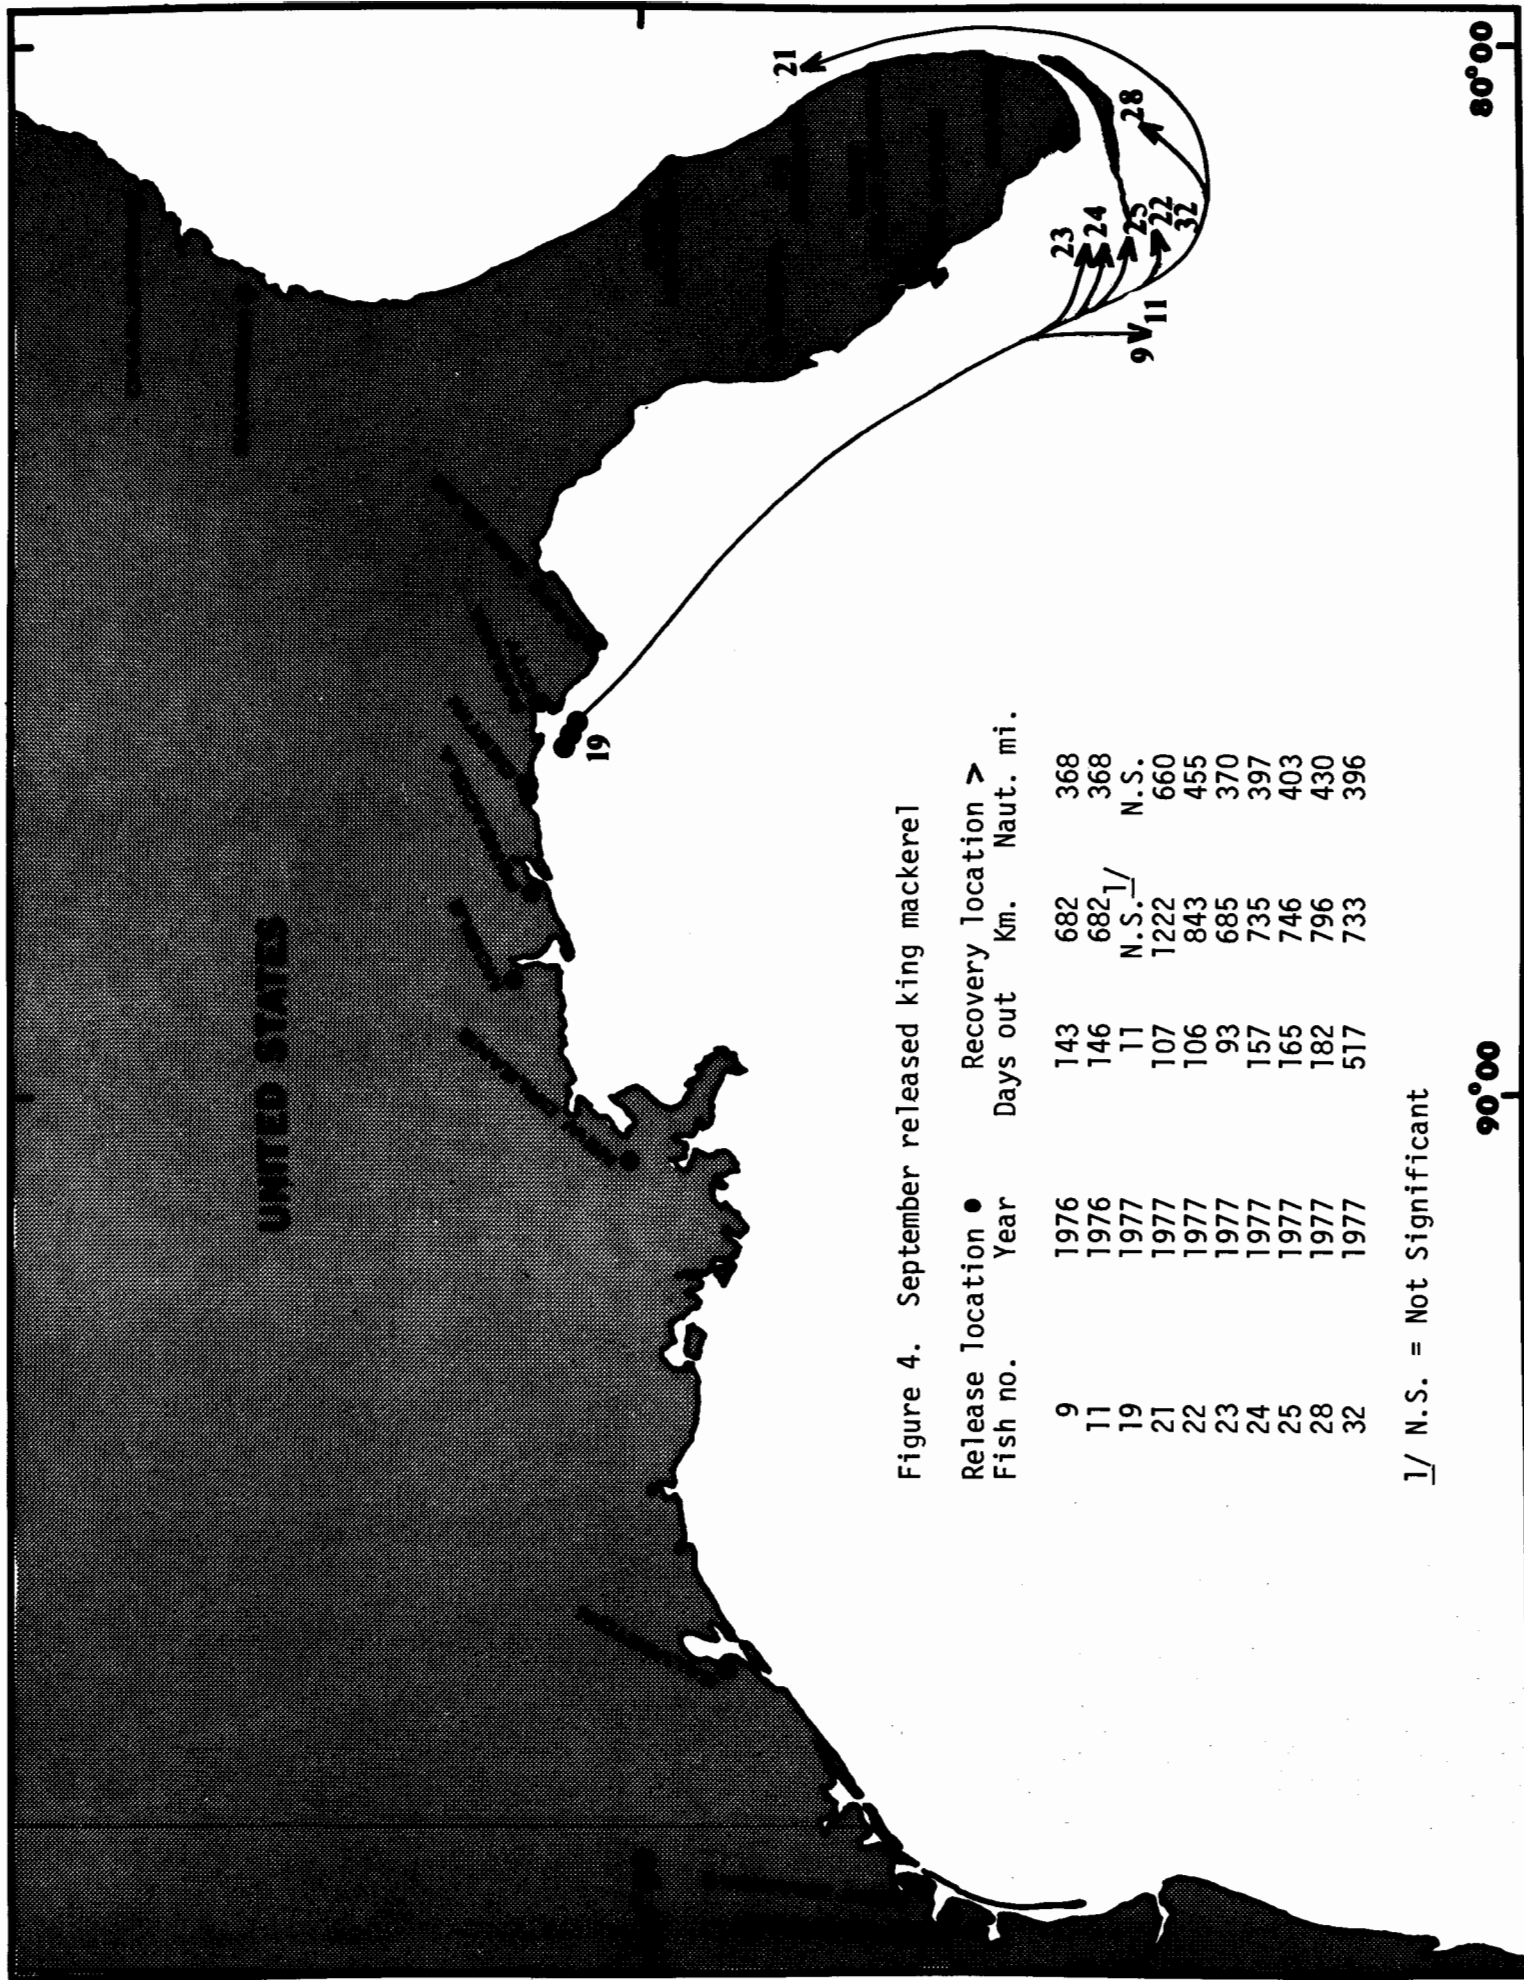 UNITED STATES
21
28
23
24
25
22
32
9
11
19
80°00
90°00
Figure 4. September released king mackerel
Release location ● Recovery location >
Fish no. Year Days out Km. Naut. mi.
9 1976 143 682 368
11 1976 146 682 368
19 1977 11 N.S.1/ N.S.
21 1977 107 1222 660
22 1977 106 843 455
23 1977 93 685 370
24 1977 157 735 397
25 1977 165 746 403
28 1977 182 796 430
32 1977 517 733 396
1/ N.S. = Not Significant